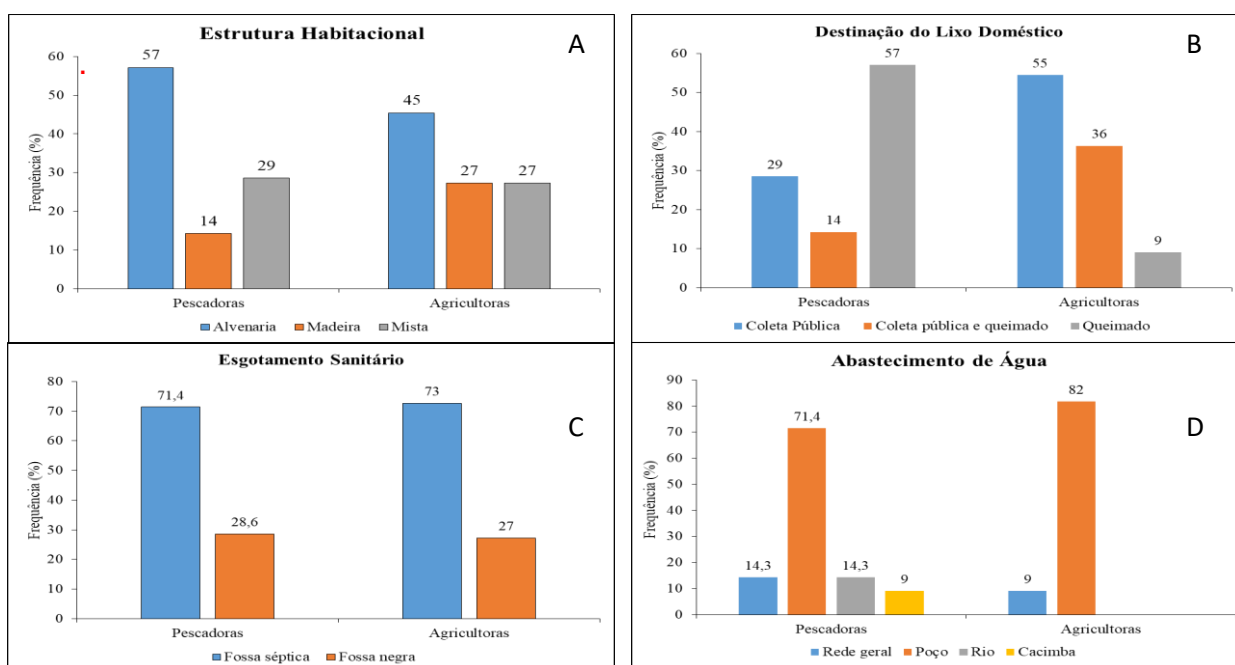 Estrutura Habitacional
A
Frequência (%)
60
50
40
30
20
10
0
57
14
29
45
27
27
Pescadoras
Agricultoras
Alvenaria
Madeira
Mista
Destinação do Lixo Doméstico
B
Frequência (%)
60
50
40
30
20
10
0
29
14
57
55
36
9
Pescadoras
Agricultoras
Coleta Pública
Coleta pública e queimado
Queimado
Esgotamento Sanitário
C
Frequência (%)
80
70
60
50
40
30
20
10
0
71,4
28,6
73
27
Pescadoras
Agricultoras
Fossa séptica
Fossa negra
Abastecimento de Água
D
Frequência (%)
90
80
70
60
50
40
30
20
10
0
14,3
71,4
14,3
9
9
82
Pescadoras
Agricultoras
Rede geral
Poço
Rio
Cacimba